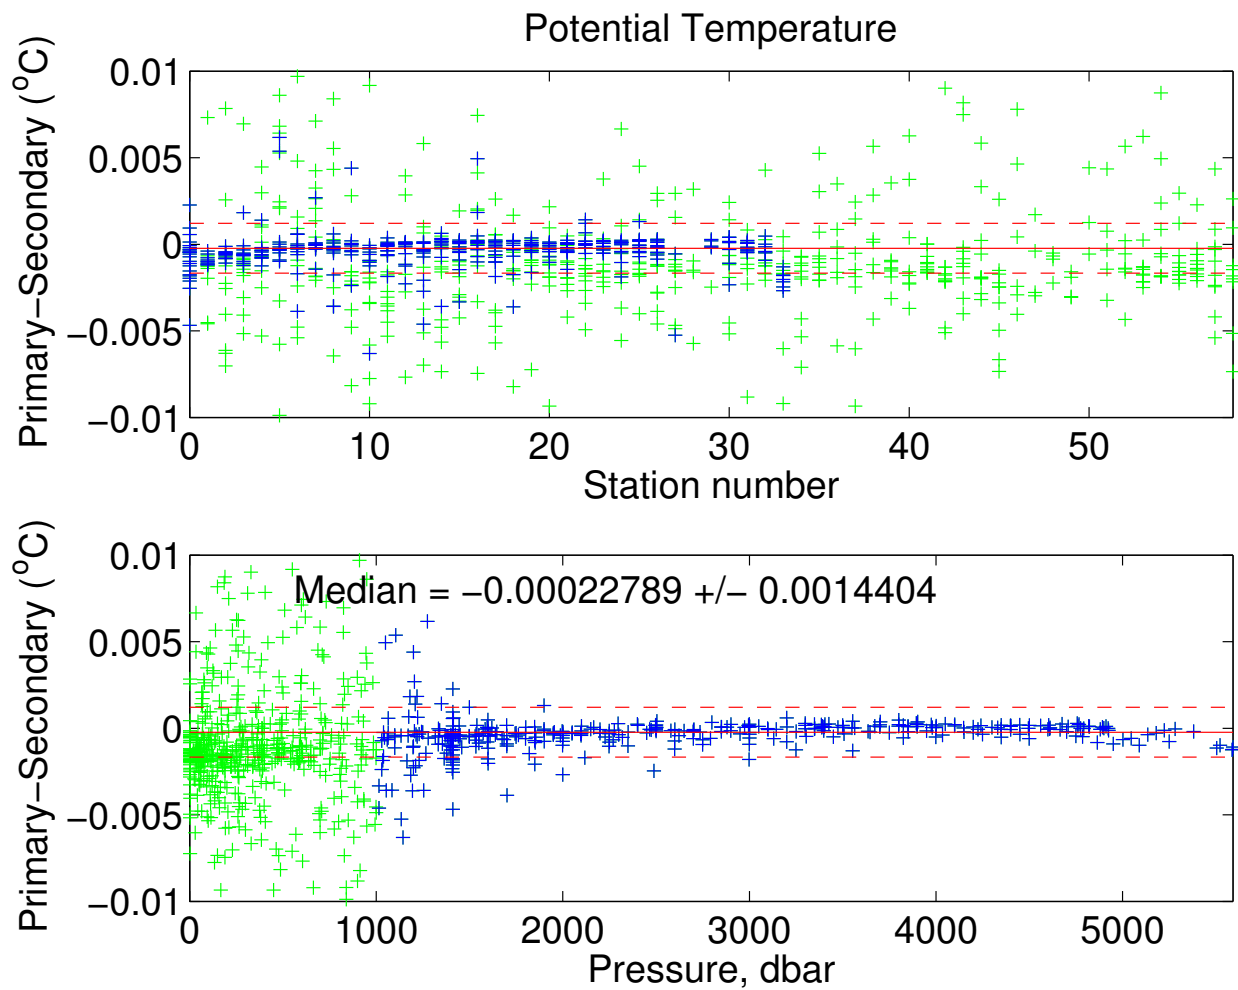 Potential Temperature
Primary−Secondary (°C)
0.01
0.005
0
−0.005
−0.01
0 10 20 30 40 50
Station number
Primary−Secondary (°C)
0.01
0.005
0
−0.005
−0.01
Median = −0.00022789 +/− 0.0014404
0 1000 2000 3000 4000 5000
Pressure, dbar